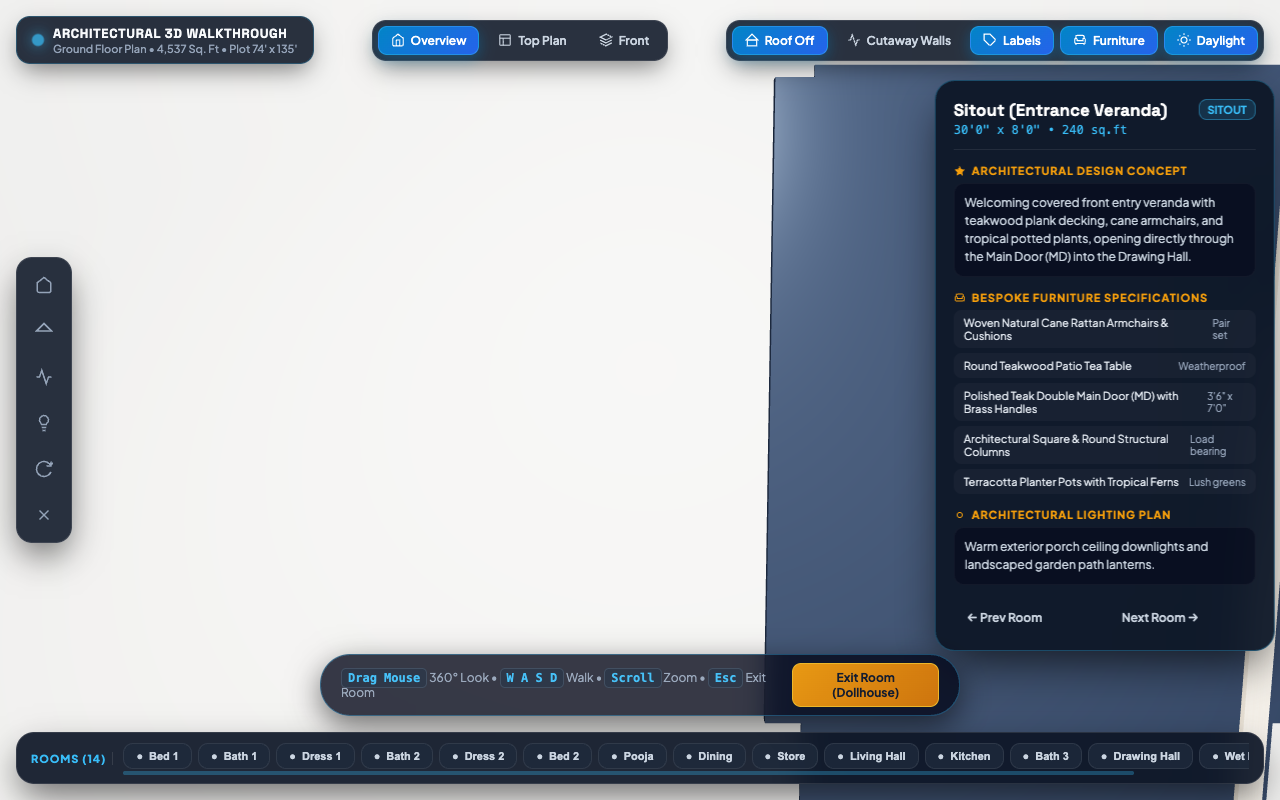 ARCHITECTURAL 3D WALKTHROUGH
Ground Floor Plan • 4,537 Sq. Ft • Plot 74' x 135'
Overview
Top Plan
Front
Roof Off
Cutaway Walls
Labels
Furniture
Daylight
Sitout (Entrance Veranda)
SITOUT
30'0" x 8'0" • 240 sq.ft
ARCHITECTURAL DESIGN CONCEPT
Welcoming covered front entry veranda with
teakwood plank decking, cane armchairs, and
tropical potted plants, opening directly through
the Main Door (MD) into the Drawing Hall.
BESPOKE FURNITURE SPECIFICATIONS
Woven Natural Cane Rattan Armchairs &
Cushions
Pair
set
Round Teakwood Patio Tea Table
Weatherproof
Polished Teak Double Main Door (MD) with
Brass Handles
3'6" x
7'0"
Architectural Square & Round Structural
Columns
Load
bearing
Terracotta Planter Pots with Tropical Ferns
Lush greens
ARCHITECTURAL LIGHTING PLAN
Warm exterior porch ceiling downlights and
landscaped garden path lanterns.
← Prev Room
Next Room →
Drag Mouse 360° Look • W A S D Walk • Scroll Zoom • Esc Exit
Room
Exit Room
(Dollhouse)
ROOMS (14)
Bed 1
Bath 1
Dress 1
Bath 2
Dress 2
Bed 2
Pooja
Dining
Store
Living Hall
Kitchen
Bath 3
Drawing Hall
Wet